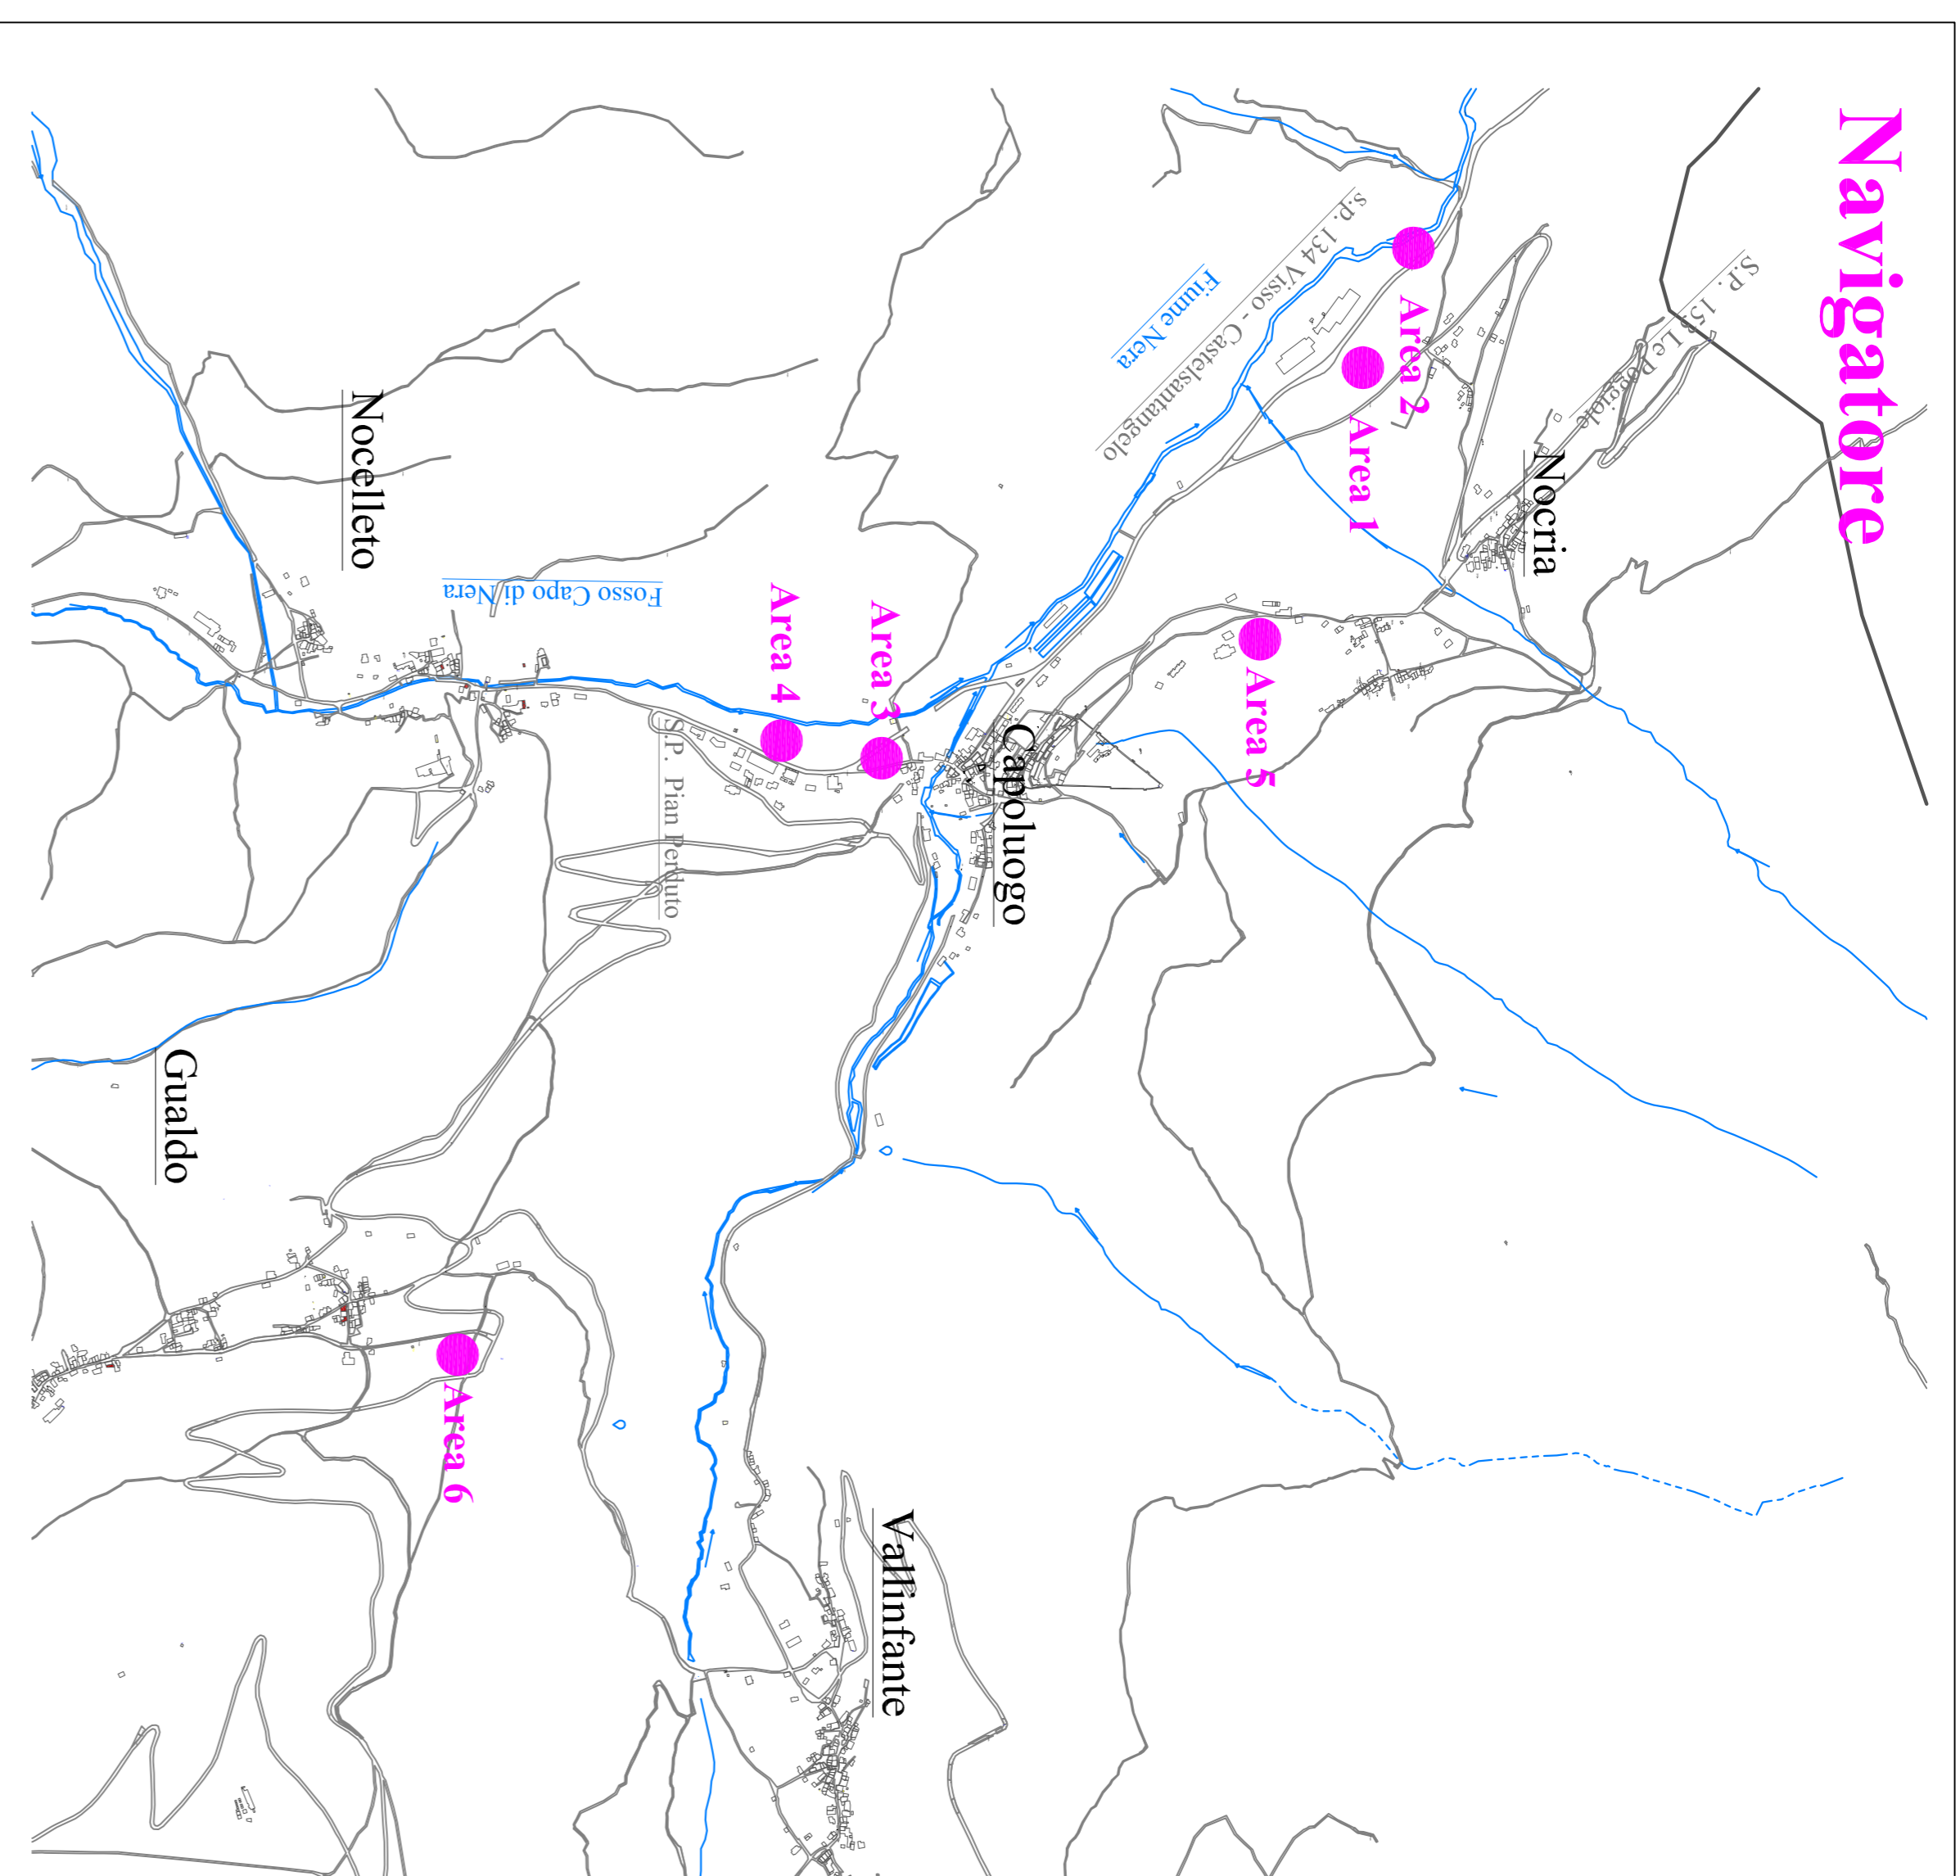 Navigatore
S.P. 153 Le Poggiole
Nocria
Area 2
Area 1
s.p. 134 Visso - Castelsantangelo
Fiume Nera
Area 5
Capoluogo
Area 3
Area 4
S.P. Pian Perduto
Fosso Capo di Nera
Nocelleto
Vallinfante
Area 6
Gualdo